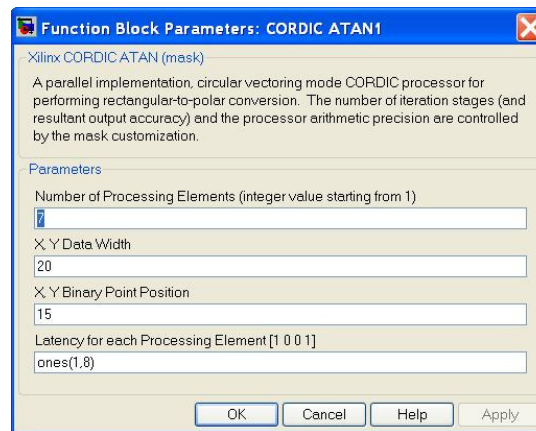 Function Block Parameters: CORDIC ATAN1
Xilinx CORDIC ATAN (mask)
A parallel implementation, circular vectoring mode CORDIC processor for
performing rectangular-to-polar conversion. The number of iteration stages (and
resultant output accuracy) and the processor arithmetic precision are controlled
by the mask customization.
Parameters
Number of Processing Elements (integer value starting from 1)
7
X, Y Data Width
20
X, Y Binary Point Position
15
Latency for each Processing Element [1 0 0 1]
ones(1,8)
OK Cancel Help Apply